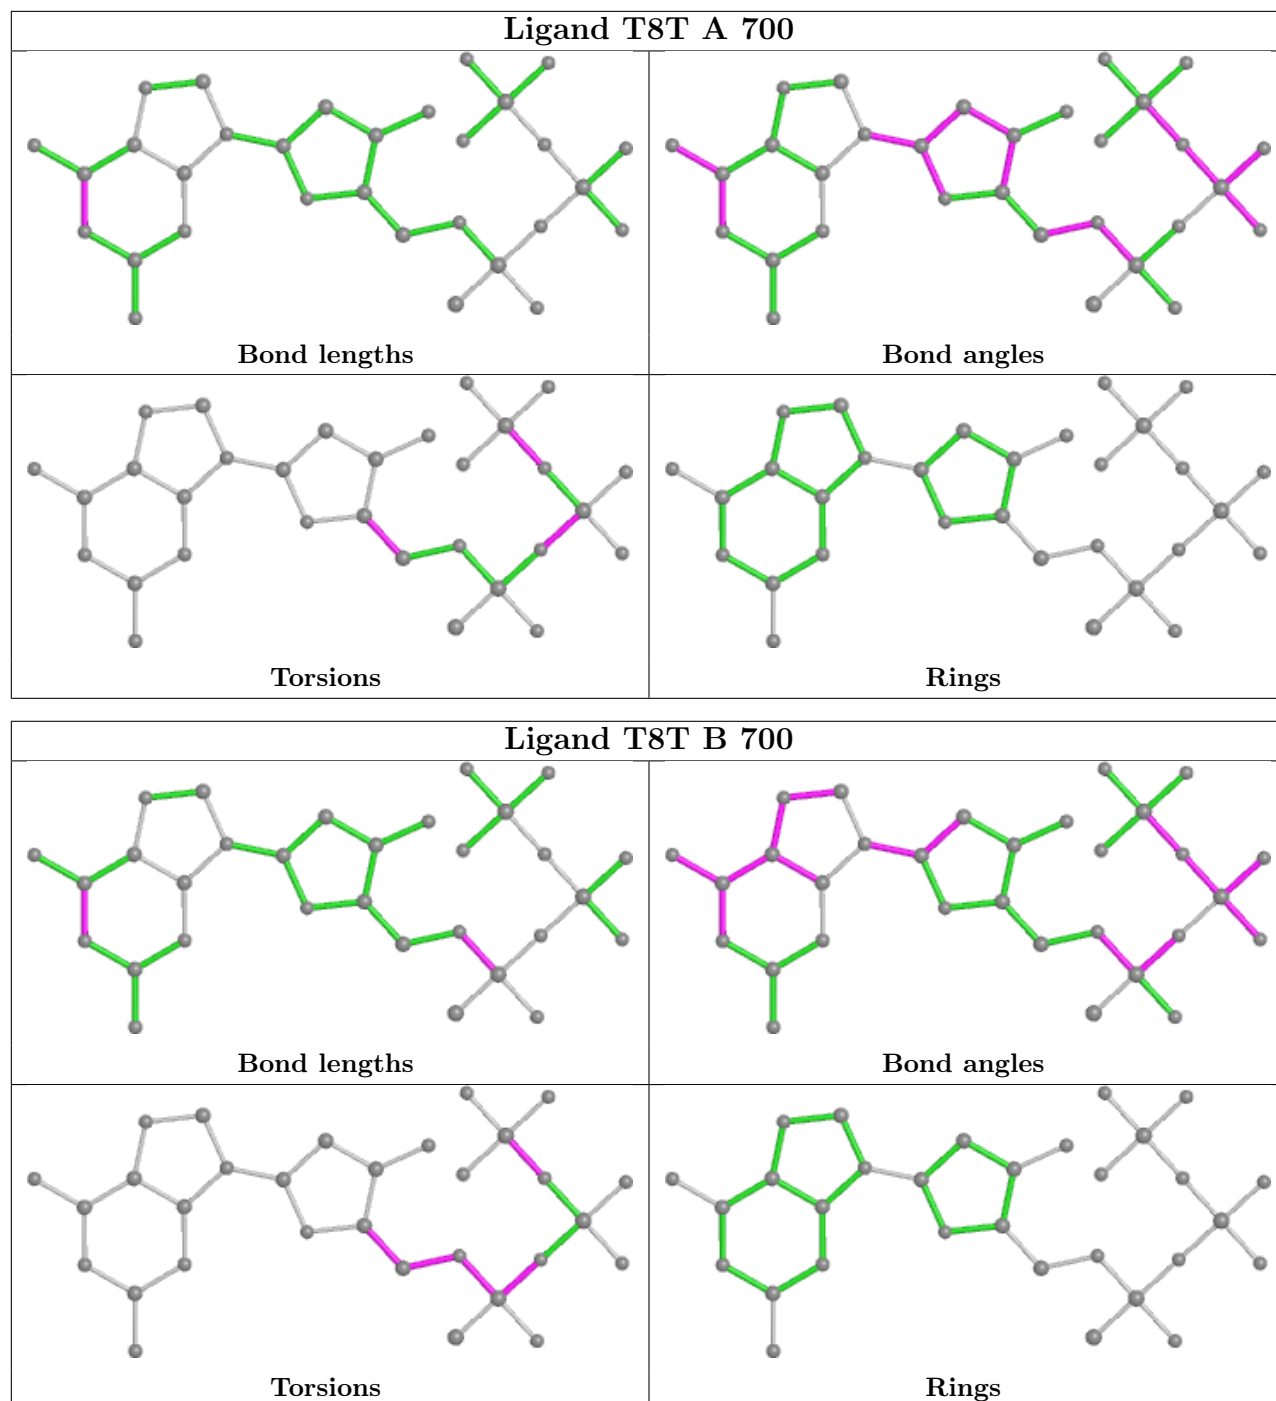 Ligand T8T A 700
Bond lengths
Bond angles
Torsions
Rings
Ligand T8T B 700
Bond lengths
Bond angles
Torsions
Rings